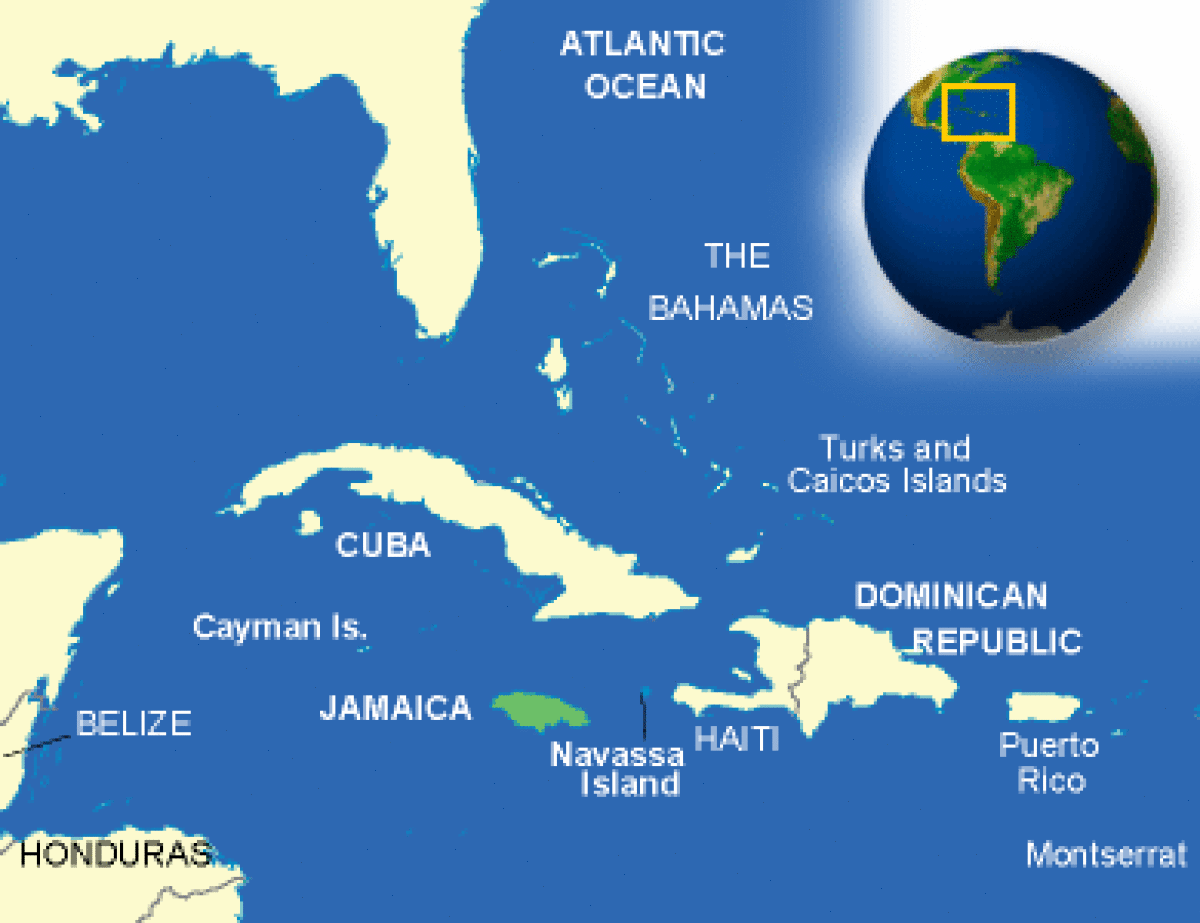 ATLANTIC
OCEAN
THE
BAHAMAS
Turks and
Caicos Islands
CUBA
DOMINICAN
REPUBLIC
Cayman Is.
JAMAICA
BELIZE
Navassa
Island
HAITI
Puerto
Rico
HONDURAS
Montserrat